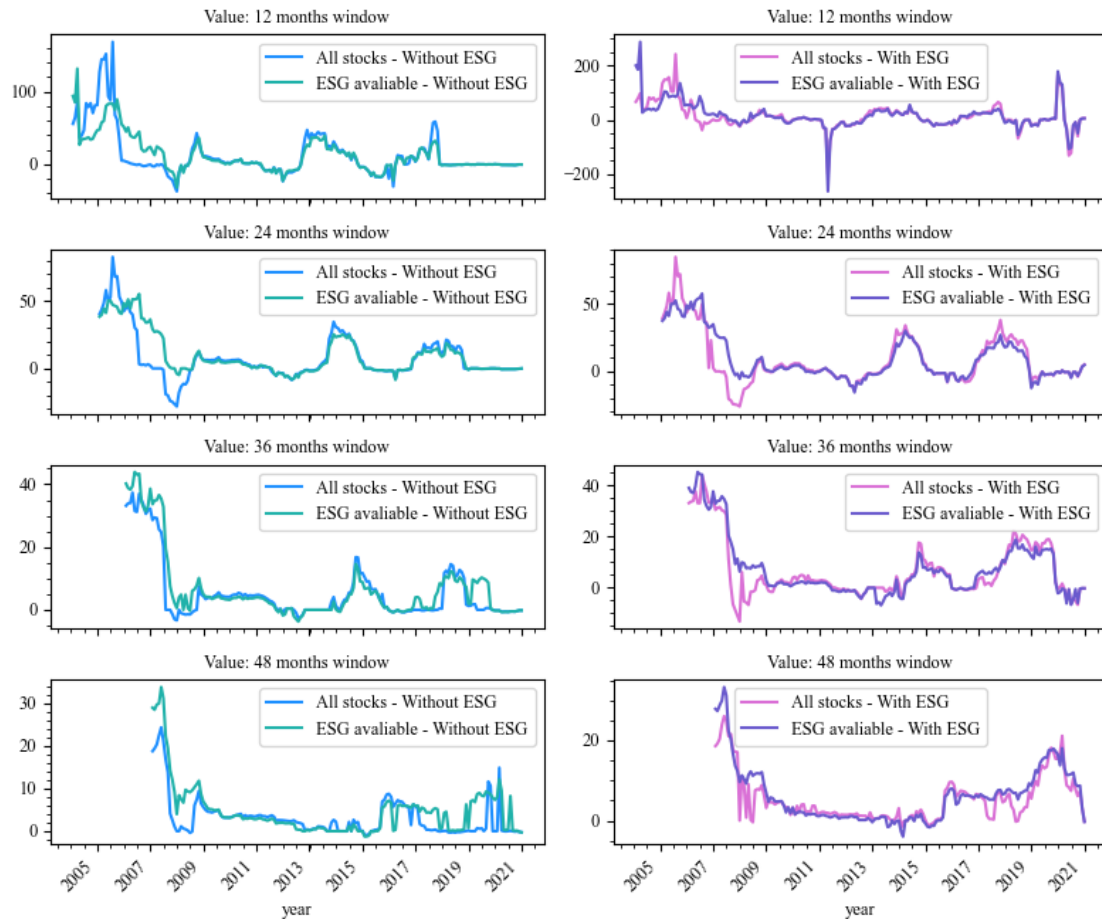 Value: 12 months window
100
0
All stocks - Without ESG
ESG avaliable - Without ESG
Value: 12 months window
200
0
−200
All stocks - With ESG
ESG avaliable - With ESG
Value: 24 months window
50
0
All stocks - Without ESG
ESG avaliable - Without ESG
Value: 24 months window
50
0
All stocks - With ESG
ESG avaliable - With ESG
Value: 36 months window
40
20
0
All stocks - Without ESG
ESG avaliable - Without ESG
Value: 36 months window
40
20
0
All stocks - With ESG
ESG avaliable - With ESG
Value: 48 months window
30
20
10
0
All stocks - Without ESG
ESG avaliable - Without ESG
2005 2007 2009 2011 2013 2015 2017 2019 2021
year
Value: 48 months window
20
0
All stocks - With ESG
ESG avaliable - With ESG
2005 2007 2009 2011 2013 2015 2017 2019 2021
year